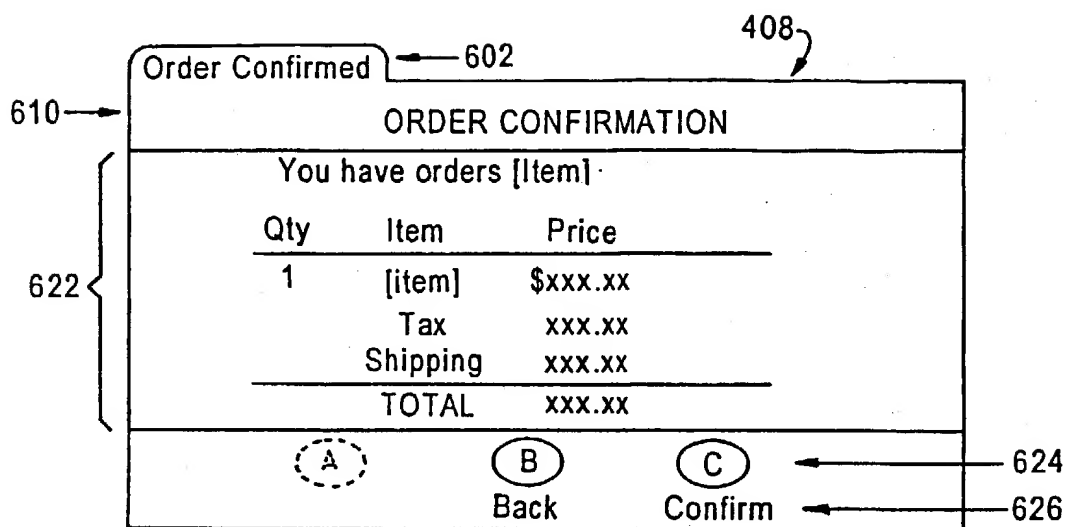 408
Order Confirmed 602
610 ORDER CONFIRMATION
You have orders [Item]
Qty Item Price
1 [item] $xxx.xx
622
Tax xxx.xx
Shipping xxx.xx
TOTAL xxx.xx
A B C 624
Back Confirm 626